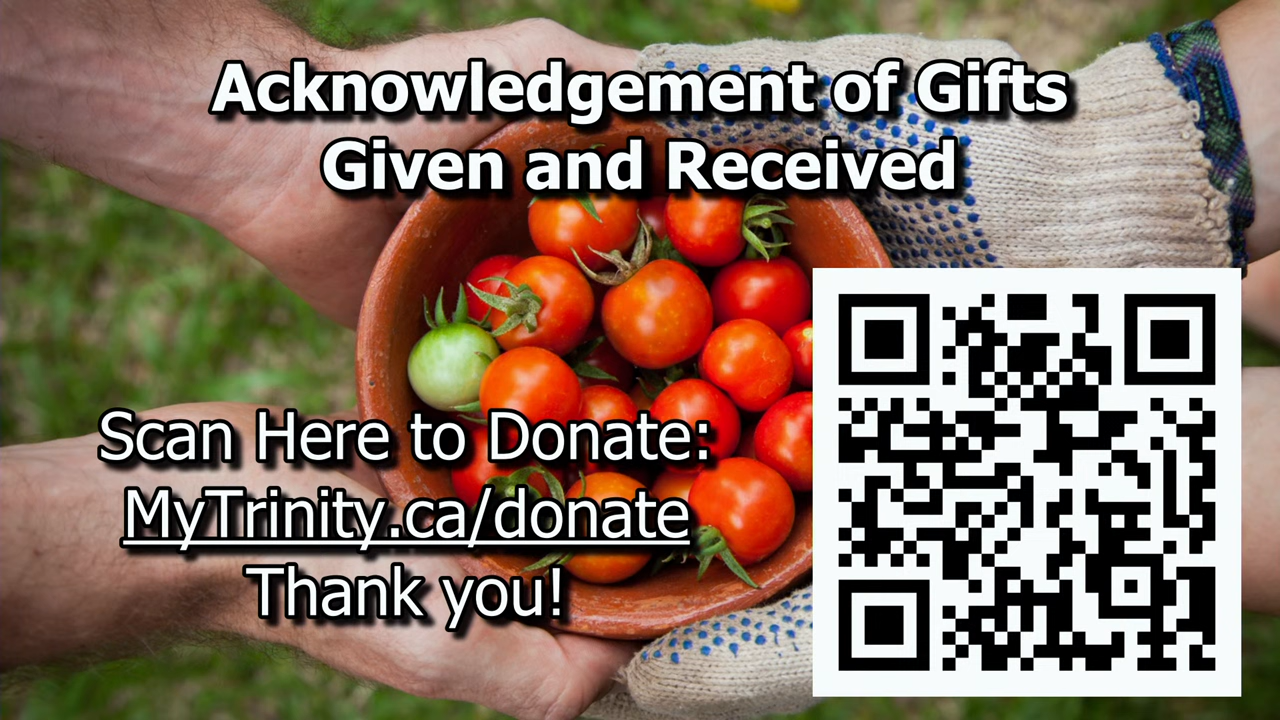 Acknowledgement of Gifts
Given and Received
Scan Here to Donate:
MyTrinity.ca/donate
Thank you!